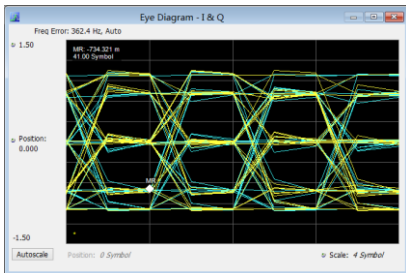 Eye Diagram - I & Q
Freq Error: 362.4 Hz, Auto
1.50
MR: -734.321 m
41.00 Symbol
Position:
0.000
MR
-1.50
Autoscale
Position: 0 Symbol
Scale: 4 Symbol